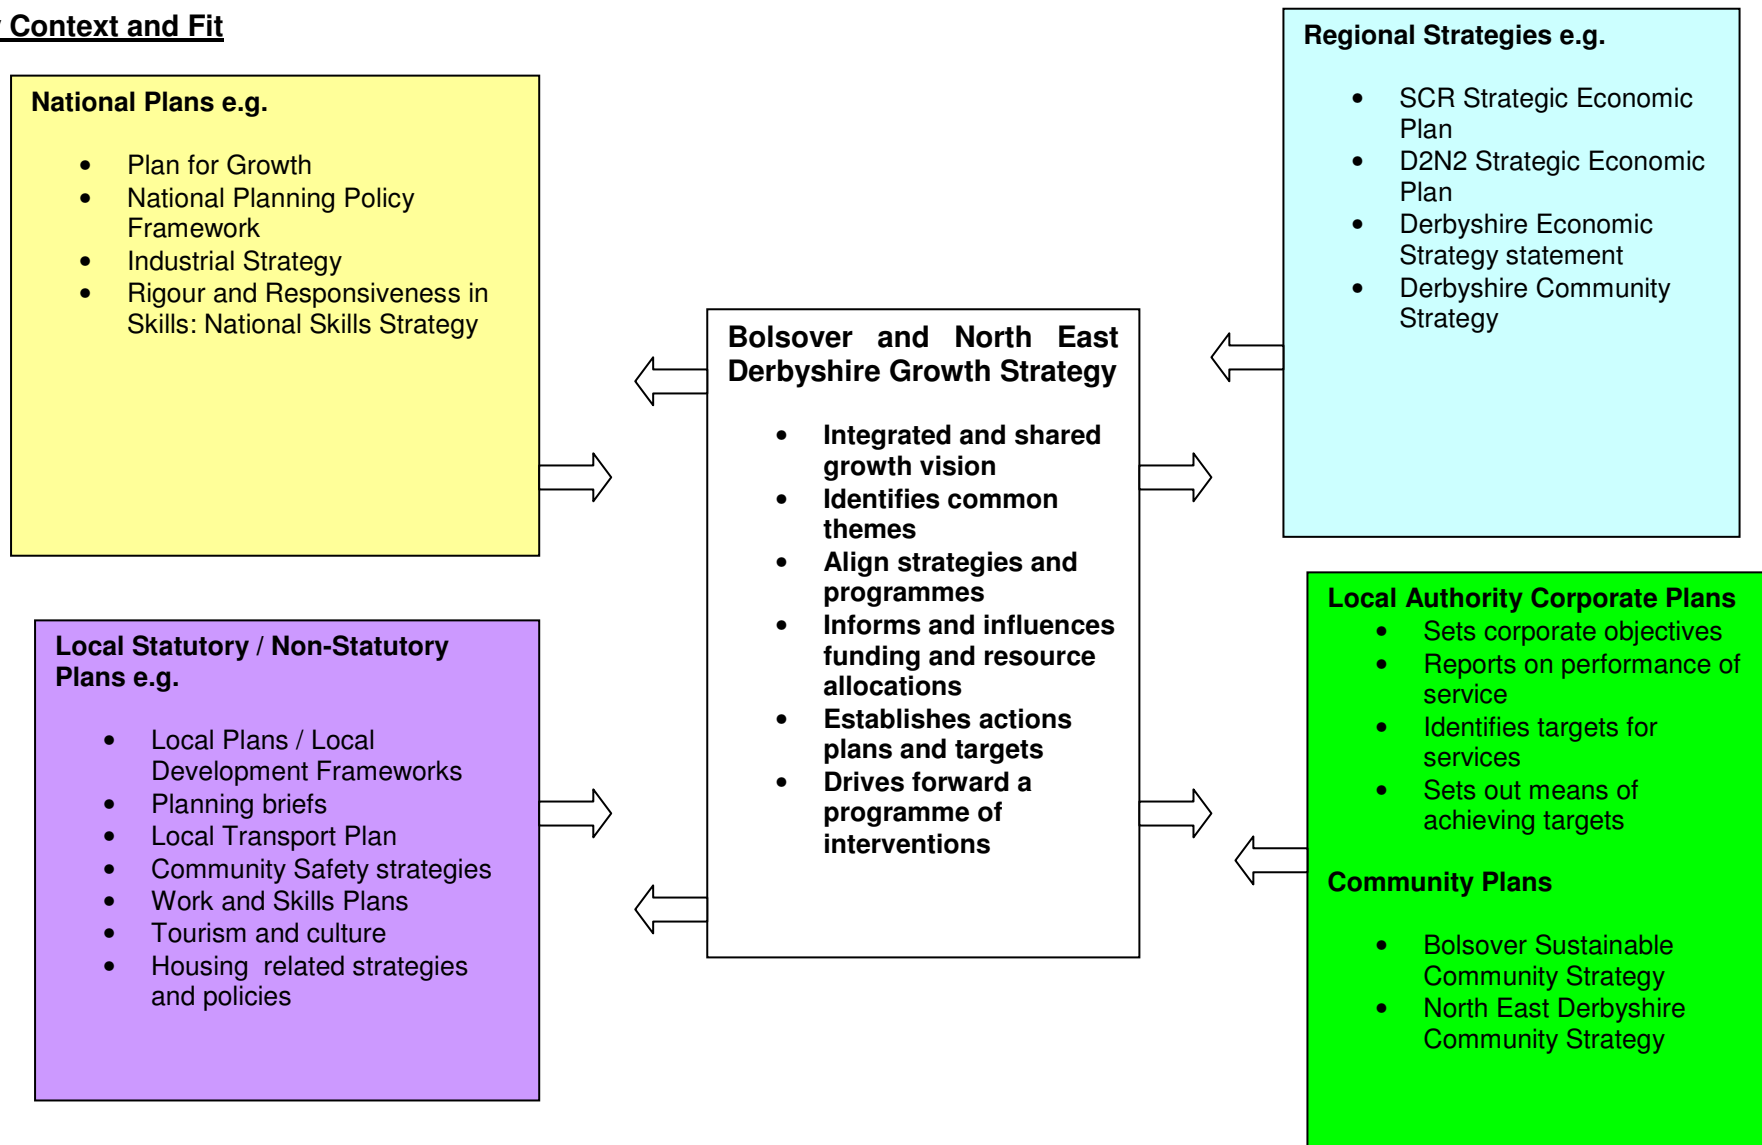 y Context and Fit
National Plans e.g.
• Plan for Growth
• National Planning Policy
Framework
• Industrial Strategy
• Rigour and Responsiveness in
Skills: National Skills Strategy
Local Statutory / Non-Statutory
Plans e.g.
• Local Plans / Local
Development Frameworks
• Planning briefs
• Local Transport Plan
• Community Safety strategies
• Work and Skills Plans
• Tourism and culture
• Housing related strategies
and policies
Bolsover and North East
Derbyshire Growth Strategy
• Integrated and shared
growth vision
• Identifies common
themes
• Align strategies and
programmes
• Informs and influences
funding and resource
allocations
• Establishes actions
plans and targets
• Drives forward a
programme of
interventions
Regional Strategies e.g.
• SCR Strategic Economic
Plan
• D2N2 Strategic Economic
Plan
• Derbyshire Economic
Strategy statement
• Derbyshire Community
Strategy
Local Authority Corporate Plans
• Sets corporate objectives
• Reports on performance of
service
• Identifies targets for
services
• Sets out means of
achieving targets
Community Plans
• Bolsover Sustainable
Community Strategy
• North East Derbyshire
Community Strategy